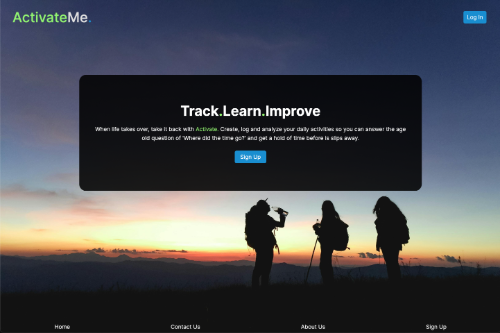 ActivateMe.
Log In
Track.Learn.Improve
When life takes over, take it back with Activate. Create, log and analyze your daily activities so you can answer the age
old question of 'Where did the time go?' and get a hold of time before is slips away.
Sign Up
Home Contact Us About Us Sign Up